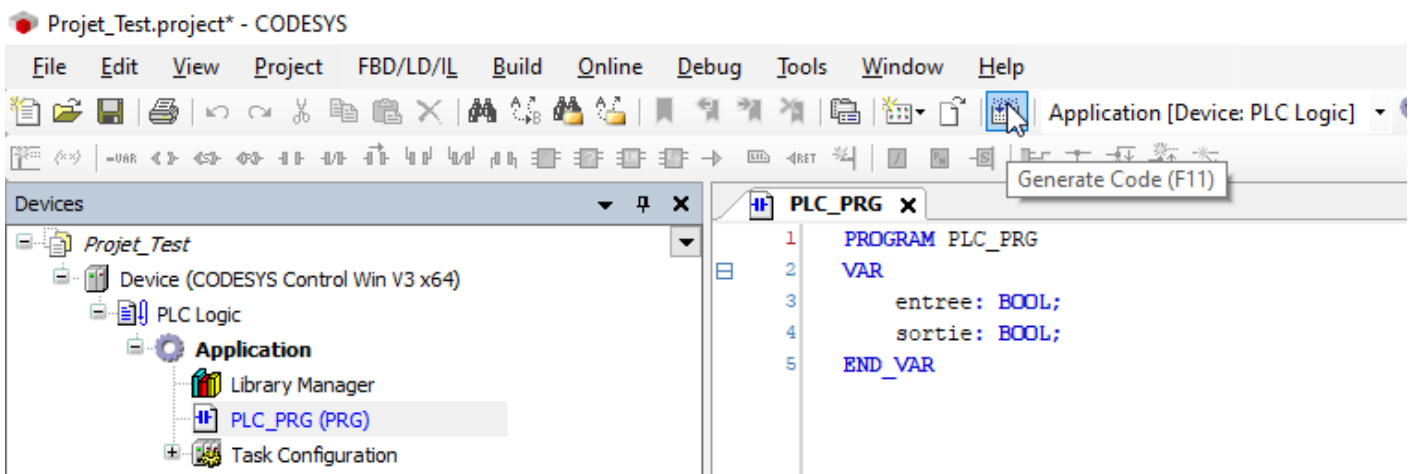 Projet_Test.project* - CODESYS
File Edit View Project FBD/LD/IL Build Online Debug Tools Window Help
Application [Device: PLC Logic]
Generate Code (F11)
Devices
Projet_Test
Device (CODESYS Control Win V3 x64)
PLC Logic
Application
Library Manager
PLC_PRG (PRG)
Task Configuration
PLC_PRG
1 PROGRAM PLC_PRG
2 VAR
3 entree: BOOL;
4 sortie: BOOL;
5 END_VAR